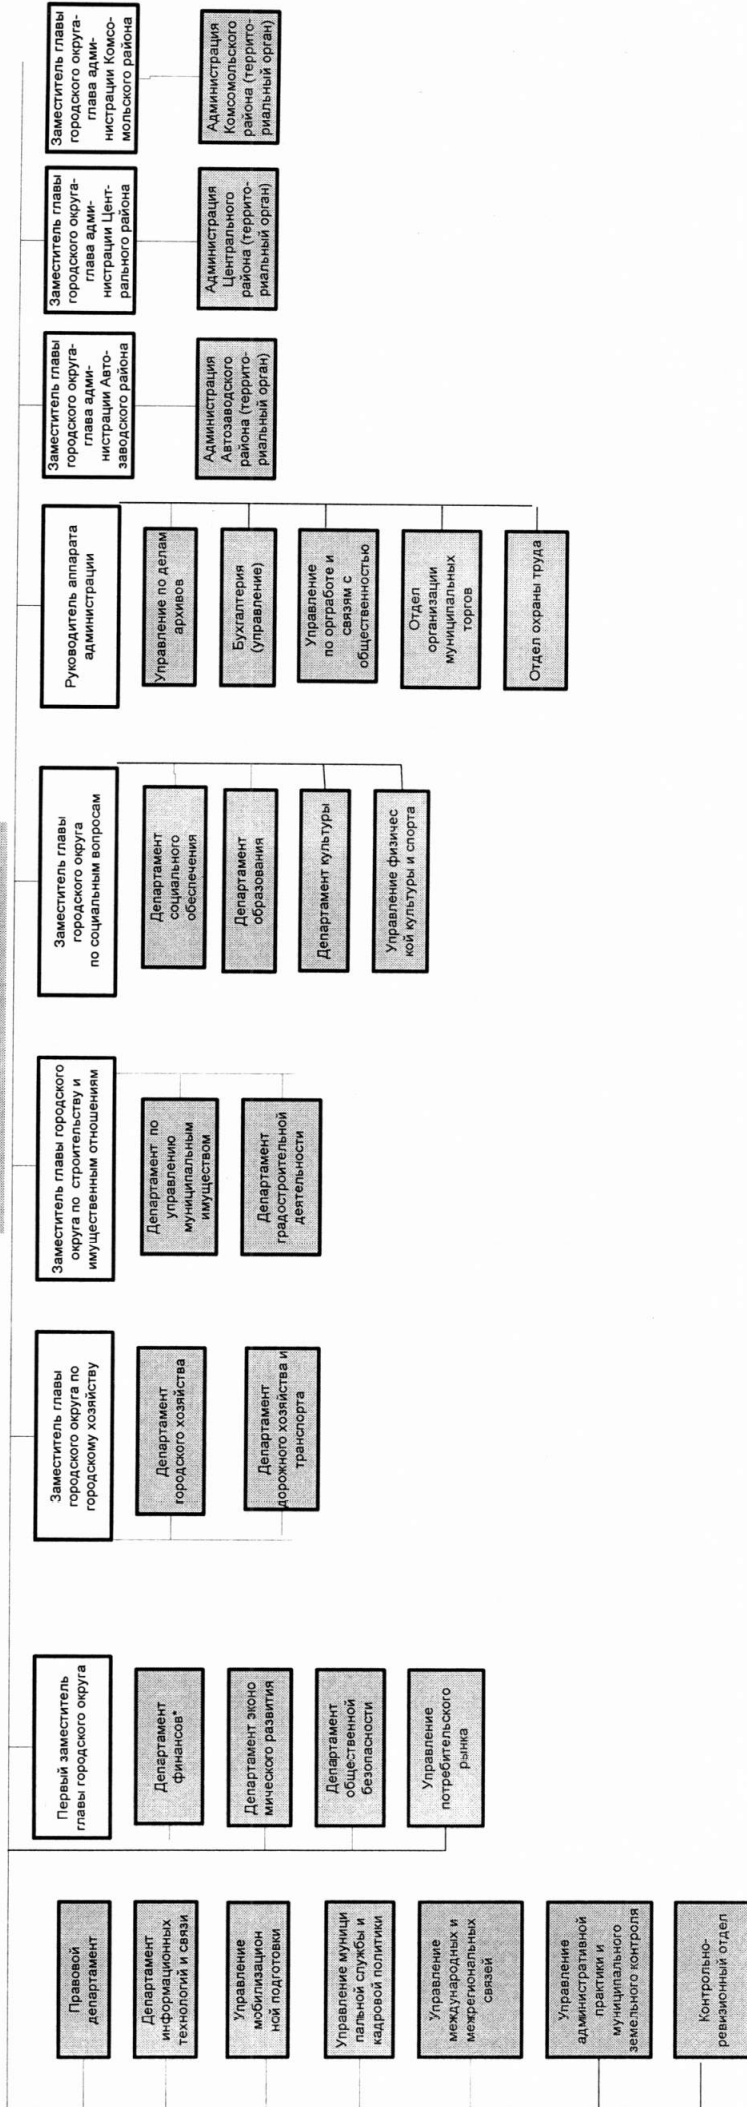 Правовой
департамент
Департамент
информационных
технологий и связи
Управление
мобилизацион
ной подготовки
Управление муници
пальной службы и
кадровой политики
Управление
международных и
межрегиональных
связей
Управление
административной
практики и
муниципального
земельного контроля
Контрольно-
ревизионный отдел
Первый заместитель
главы городского округа
Департамент
финансов*
Департамент эконо
мического развития
Департамент
общественной
безопасности
Управление
потребительского
рынка
Заместитель главы
городского округа по
городскому хозяйству
Департамент
городского хозяйства
Департамент
дорожного хозяйства и
транспорта
Заместитель главы городского
округа по строительству и
имущественным отношениям
Департамент по
управлению
муниципальным
имуществом
Департамент
градостроительной
деятельности
Заместитель главы
городского округа
по социальным вопросам
Департамент
социального
обеспечения
Департамент
образования
Департамент культуры
Управление физичес
кой культуры и спорта
Руководитель аппарата
администрации
Управление по делам
архивов
Бухгалтерия
(управление)
Управление
по оргработе и
связям с
общественностью
Отдел
организации
муниципальных
торгов
Отдел охраны труда
Заместитель главы
городского округа-
глава адми-
нистрации Авто-
заводского района
Администрация
Автозаводского
района (террито-
риальный орган)
Заместитель главы
городского округа-
глава адми-
нистрации Цент-
рального района
Администрация
Центрального
района (террито-
риальный орган)
Заместитель главы
городского округа-
глава адми-
нистрации Комсо-
мольского района
Администрация
Комсомольского
района (террито-
риальный орган)